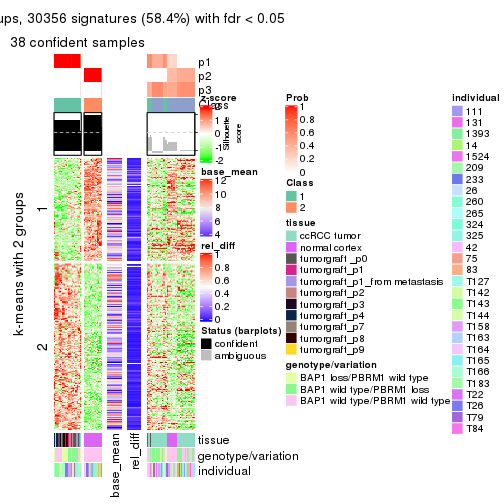 ups, 30356 signatures (58.4%) with fdr < 0.05
38 confident samples
p1
p2
p3
Class
z-score
2
1
0
-1
-2
Silhouette
score
1
2
k-means with 2 groups
base_mean
12
10
8
6
4
rel_diff
1
0.8
0.6
0.4
0.2
0
Status (barplots)
confident
ambiguous
tissue
genotype/variation
individual
base_mean
rel_diff
Prob
1
0.8
0.6
0.4
0.2
0
Class
1
2
tissue
ccRCC tumor
normal cortex
tumorgraft _p0
tumorgraft_p1
tumorgraft_p1_from metastasis
tumorgraft_p2
tumorgraft_p3
tumorgraft_p4
tumorgraft_p7
tumorgraft_p8
tumorgraft_p9
genotype/variation
BAP1 loss/PBRM1 wild type
BAP1 wild type/PBRM1 loss
BAP1 wild type/PBRM1 wild type
individual
111
131
1393
14
1524
209
233
26
260
265
324
325
42
75
83
T127
T142
T143
T144
T158
T163
T164
T165
T166
T183
T22
T26
T79
T84